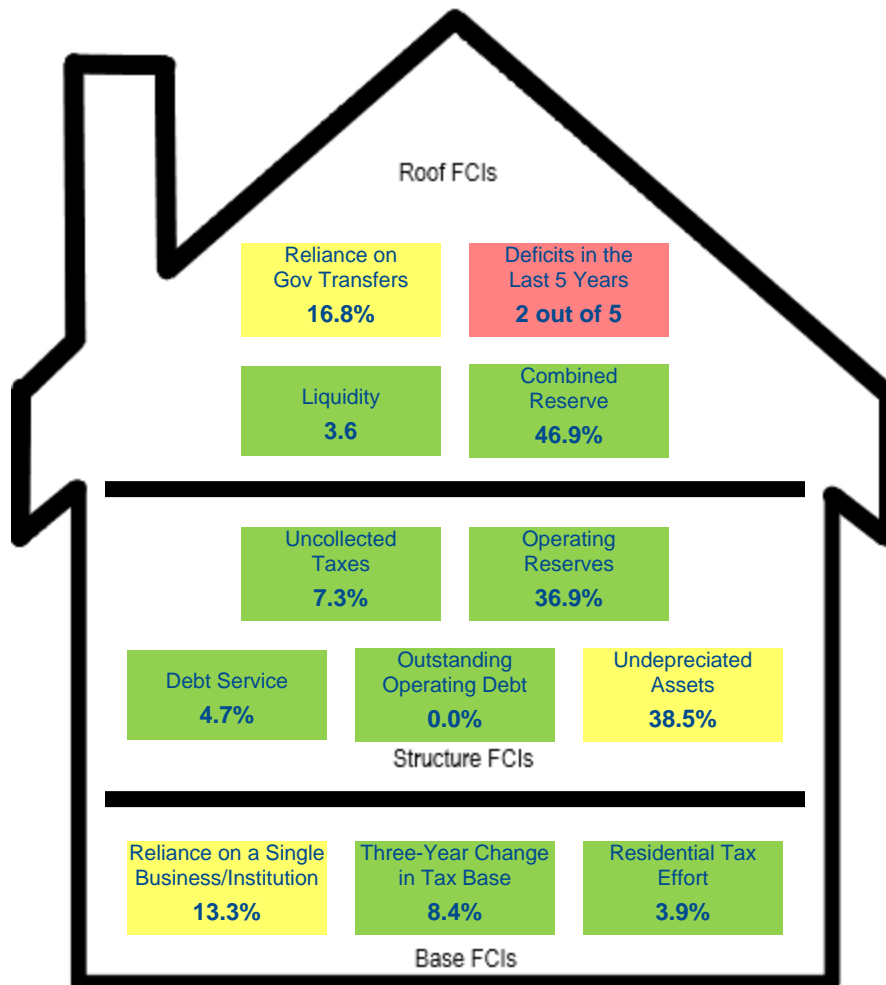 Roof FCIs
Reliance on
Gov Transfers
16.8%
Deficits in the
Last 5 Years
2 out of 5
Liquidity
3.6
Combined
Reserve
46.9%
Uncollected
Taxes
7.3%
Operating
Reserves
36.9%
Debt Service
4.7%
Outstanding
Operating Debt
0.0%
Undepreciated
Assets
38.5%
Structure FCIs
Reliance on a Single
Business/Institution
13.3%
Three-Year Change
in Tax Base
8.4%
Residential Tax
Effort
3.9%
Base FCIs